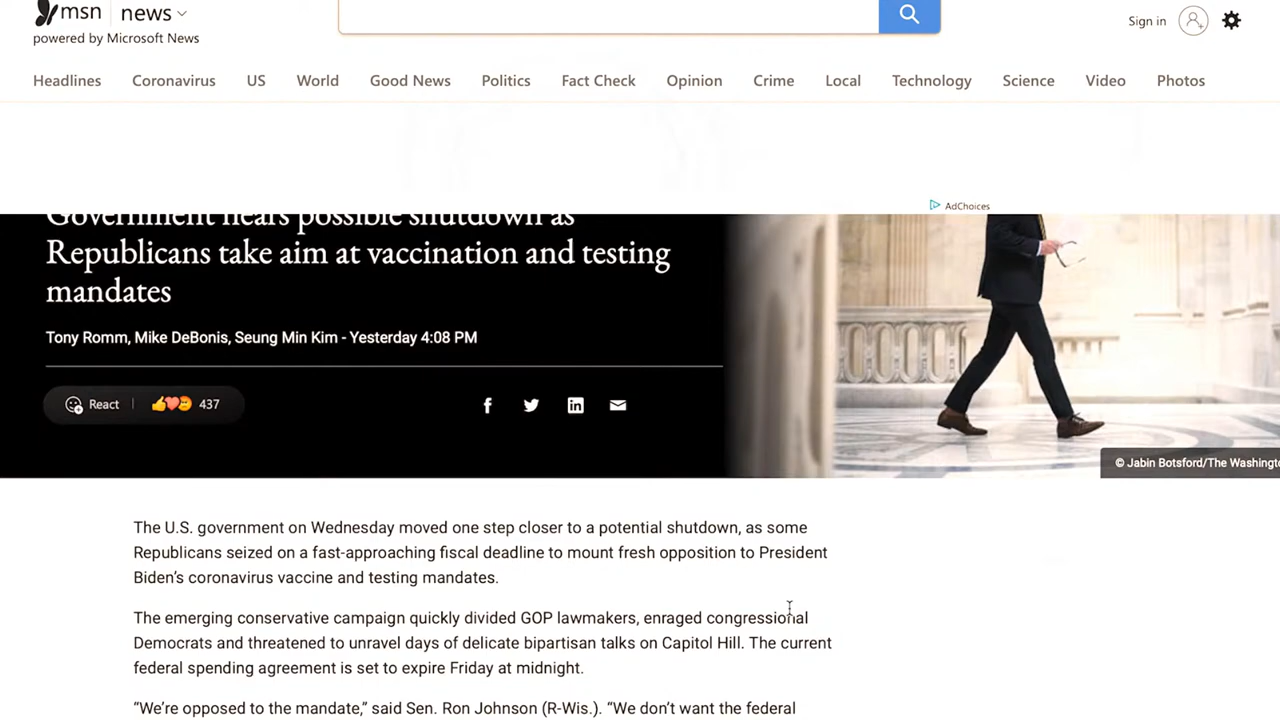 msn news
powered by Microsoft News
Sign in
Headlines Coronavirus US World Good News Politics Fact Check Opinion Crime Local Technology Science Video Photos
AdChoices
Government nears possible shutdown as
Republicans take aim at vaccination and testing
mandates
Tony Romm, Mike DeBonis, Seung Min Kim - Yesterday 4:08 PM
React 437
© Jabin Botsford/The Washington
The U.S. government on Wednesday moved one step closer to a potential shutdown, as some
Republicans seized on a fast-approaching fiscal deadline to mount fresh opposition to President
Biden’s coronavirus vaccine and testing mandates.
The emerging conservative campaign quickly divided GOP lawmakers, enraged congressional
Democrats and threatened to unravel days of delicate bipartisan talks on Capitol Hill. The current
federal spending agreement is set to expire Friday at midnight.
“We’re opposed to the mandate,” said Sen. Ron Johnson (R-Wis.). “We don’t want the federal